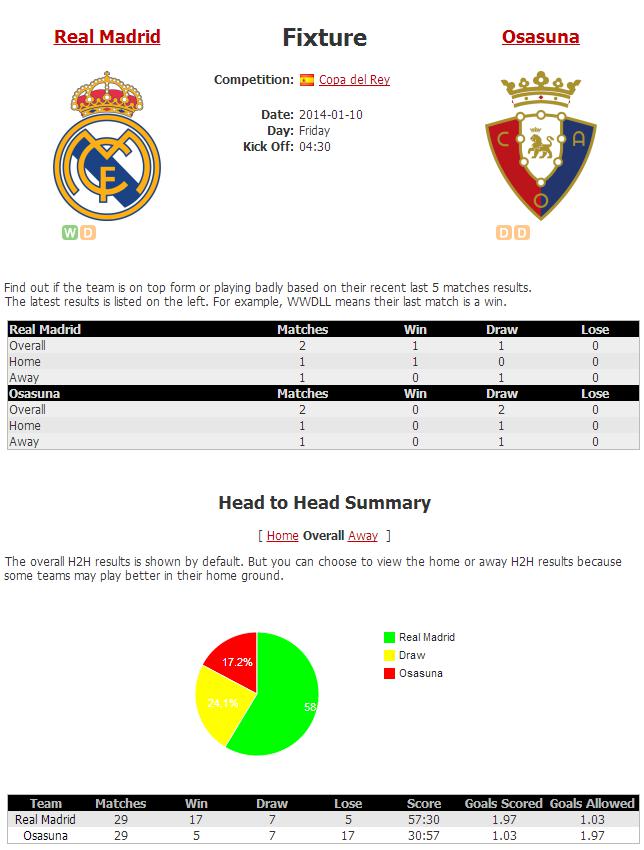 Real Madrid
Fixture
Osasuna
Competition: Copa del Rey
Date: 2014-01-10
Day: Friday
Kick Off: 04:30
C A
O
W D
D D
Find out if the team is on top form or playing badly based on their recent last 5 matches results.
The latest results is listed on the left. For example, WWDLL means their last match is a win.
Real Madrid Matches Win Draw Lose
Overall 2 1 1 0
Home 1 1 0 0
Away 1 0 1 0
Osasuna Matches Win Draw Lose
Overall 2 0 2 0
Home 1 0 1 0
Away 1 0 1 0
Head to Head Summary
[ Home Overall Away ]
The overall H2H results is shown by default. But you can choose to view the home or away H2H results because
some teams may play better in their home ground.
Real Madrid
Draw
Osasuna
17.2%
24.1%
58
Team Matches Win Draw Lose Score Goals Scored Goals Allowed
Real Madrid 29 17 7 5 57:30 1.97 1.03
Osasuna 29 5 7 17 30:57 1.03 1.97